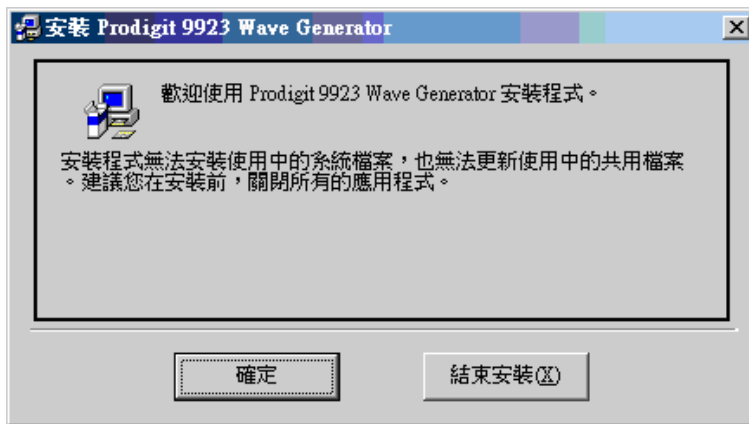 安裝 Prodigit 9923 Wave Generator
歡迎使用 Prodigit 9923 Wave Generator 安裝程式。
安裝程式無法安裝使用中的系統檔案，也無法更新使用中的共用檔案
。建議您在安裝前，關閉所有的應用程式。
確定
結束安裝(X)